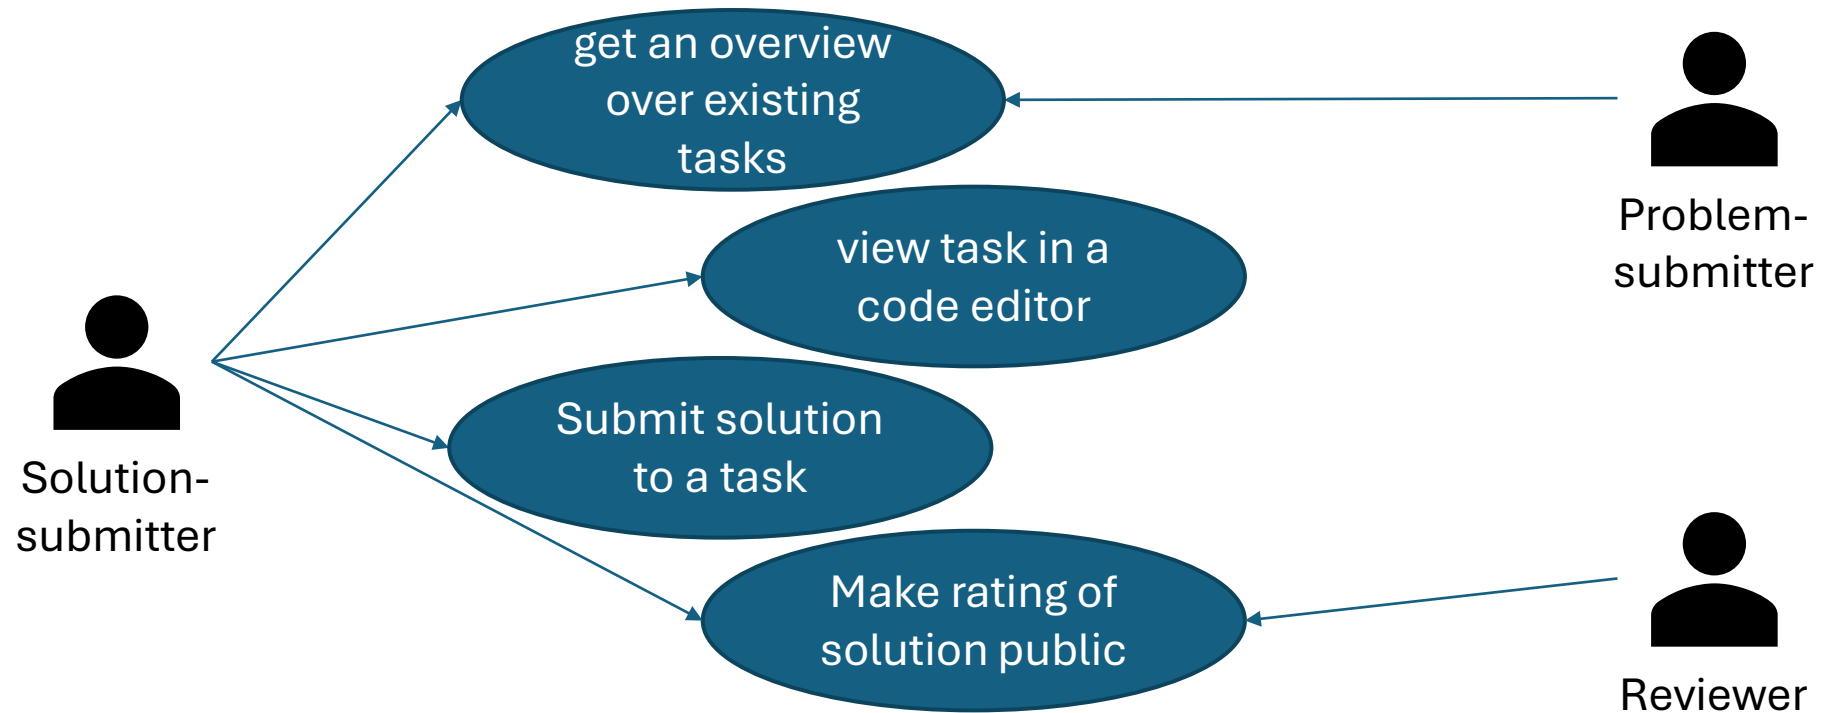 get an overview
over existing
tasks
Problem-
submitter
view task in a
code editor
Solution-
submitter
Submit solution
to a task
Make rating of
solution public
Reviewer